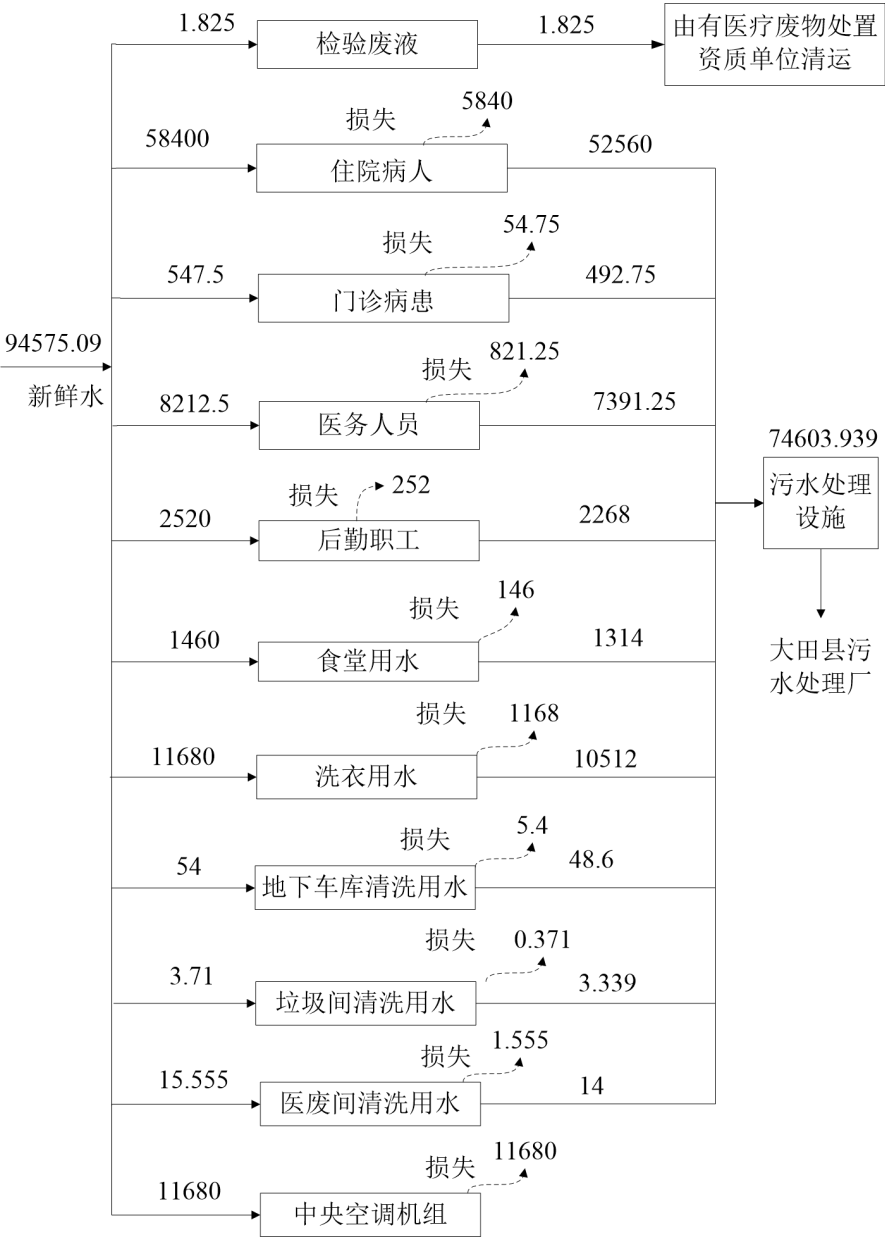 1.825
检验废液
1.825
由有医疗废物处置
资质单位清运
58400
损失
5840
住院病人
52560
547.5
损失
54.75
门诊病患
492.75
94575.09
新鲜水
8212.5
损失
821.25
医务人员
7391.25
74603.939
污水处理
设施
2520
损失
252
后勤职工
2268
1460
损失
146
食堂用水
1314
大田县污
水处理厂
11680
损失
1168
洗衣用水
10512
54
损失
5.4
地下车库清洗用水
48.6
3.71
损失
0.371
垃圾间清洗用水
3.339
15.555
损失
1.555
医废间清洗用水
14
11680
损失
11680
中央空调机组